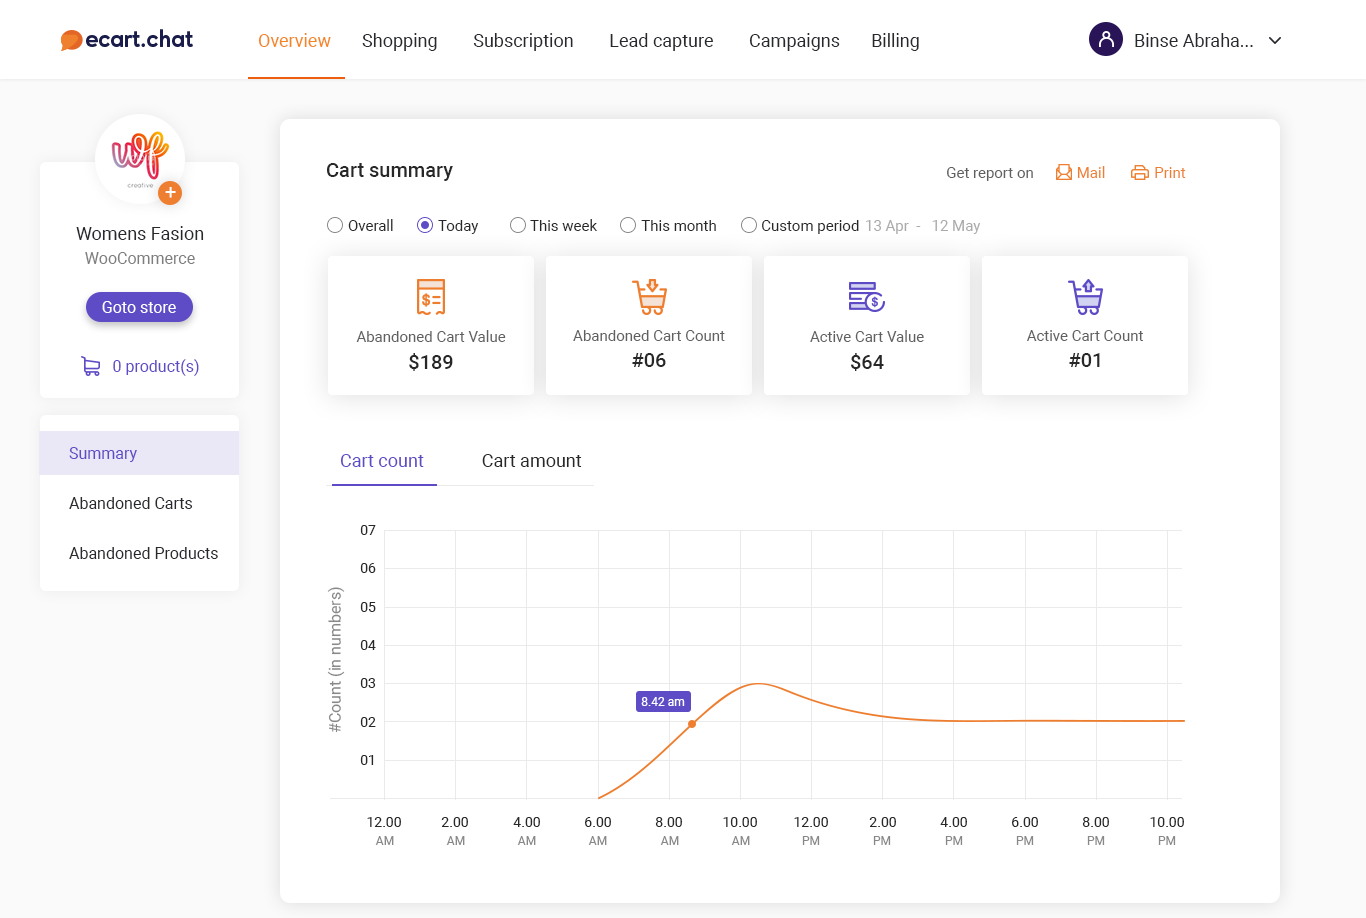 ecart.chat
Overview Shopping Subscription Lead capture Campaigns Billing
Binse Abraha...
wf
creative
Womens Fasion
WooCommerce
Goto store
0 product(s)
Summary
Abandoned Carts
Abandoned Products
Cart summary
Get report on Mail Print
Overall Today This week This month Custom period 13 Apr - 12 May
Abandoned Cart Value
$189
Abandoned Cart Count
#06
Active Cart Value
$64
Active Cart Count
#01
Cart count Cart amount
#Count (in numbers)
07
06
05
04
03
02
01
8.42 am
12.00 2.00 4.00 6.00 8.00 10.00 12.00 2.00 4.00 6.00 8.00 10.00
AM AM AM AM AM AM PM PM PM PM PM PM